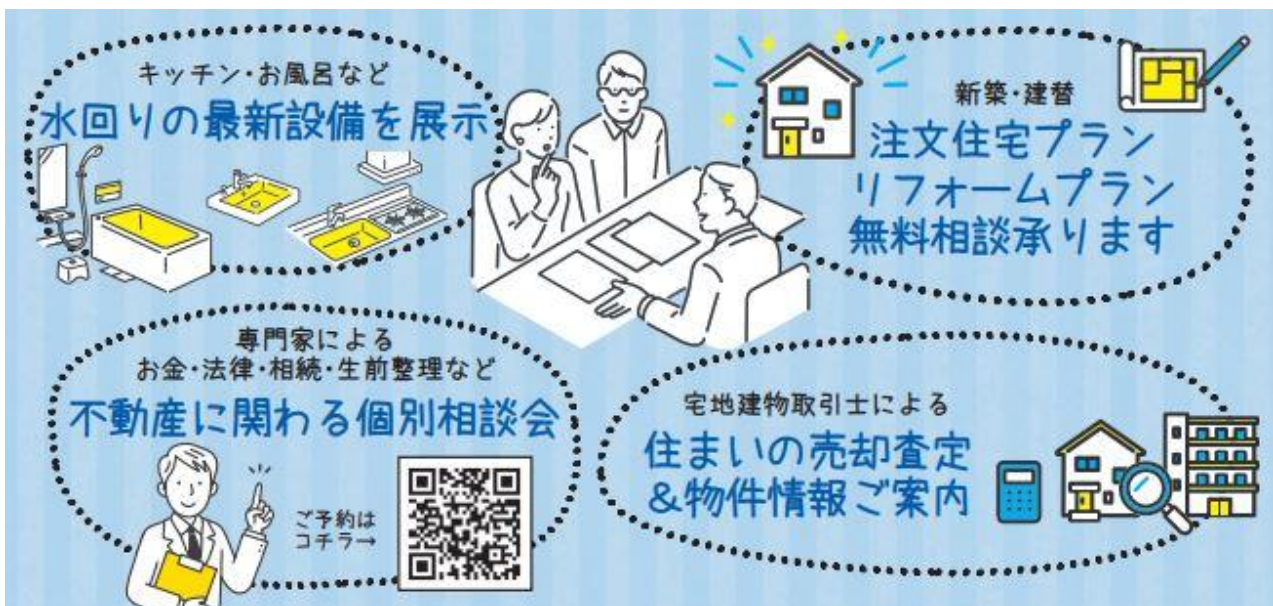 キッチン・お風呂など
水回りの最新設備を展示
新築・建替
注文住宅プラン
リフォームプラン
無料相談承ります
専門家による
お金・法律・相続・生前整理など
不動産に関わる個別相談会
ご予約は
コチラ→
宅地建物取引士による
住まいの売却査定
&物件情報ご案内